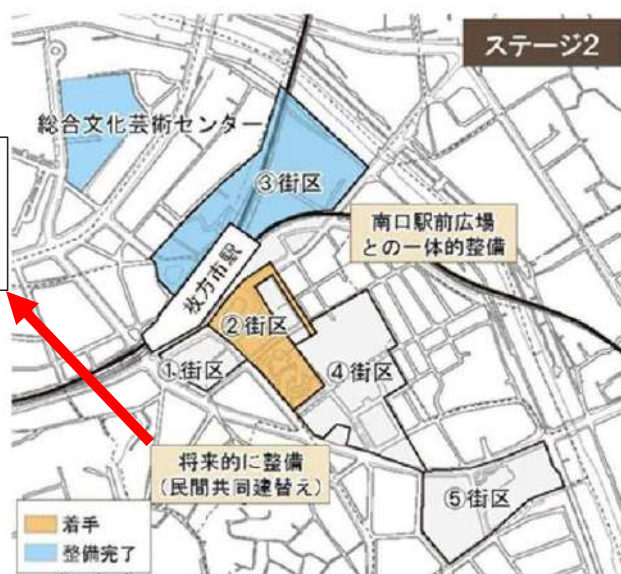 ステージ2
総合文化芸術センター
③街区
南口駅前広場
との一体的整備
枚方市駅
②街区
①街区
④街区
将来的に整備
(民間共同建替え)
⑤街区
着手
整備完了